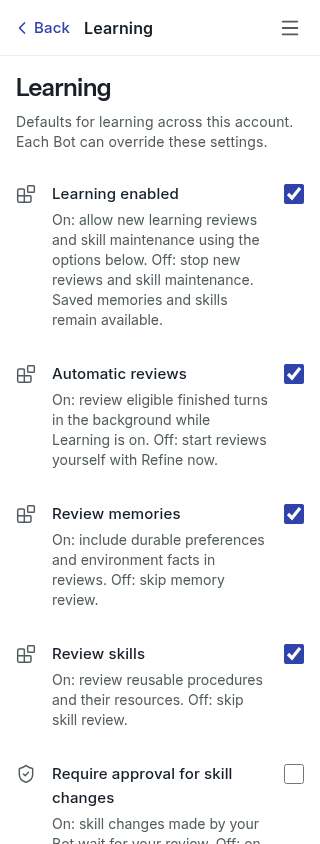 Back Learning
Learning
Defaults for learning across this account.
Each Bot can override these settings.
Learning enabled
On: allow new learning reviews
and skill maintenance using the
options below. Off: stop new
reviews and skill maintenance.
Saved memories and skills
remain available.
Automatic reviews
On: review eligible finished turns
in the background while
Learning is on. Off: start reviews
yourself with Refine now.
Review memories
On: include durable preferences
and environment facts in
reviews. Off: skip memory
review.
Review skills
On: review reusable procedures
and their resources. Off: skip
skill review.
Require approval for skill
changes
On: skill changes made by your
Bot wait for your review. Off: on